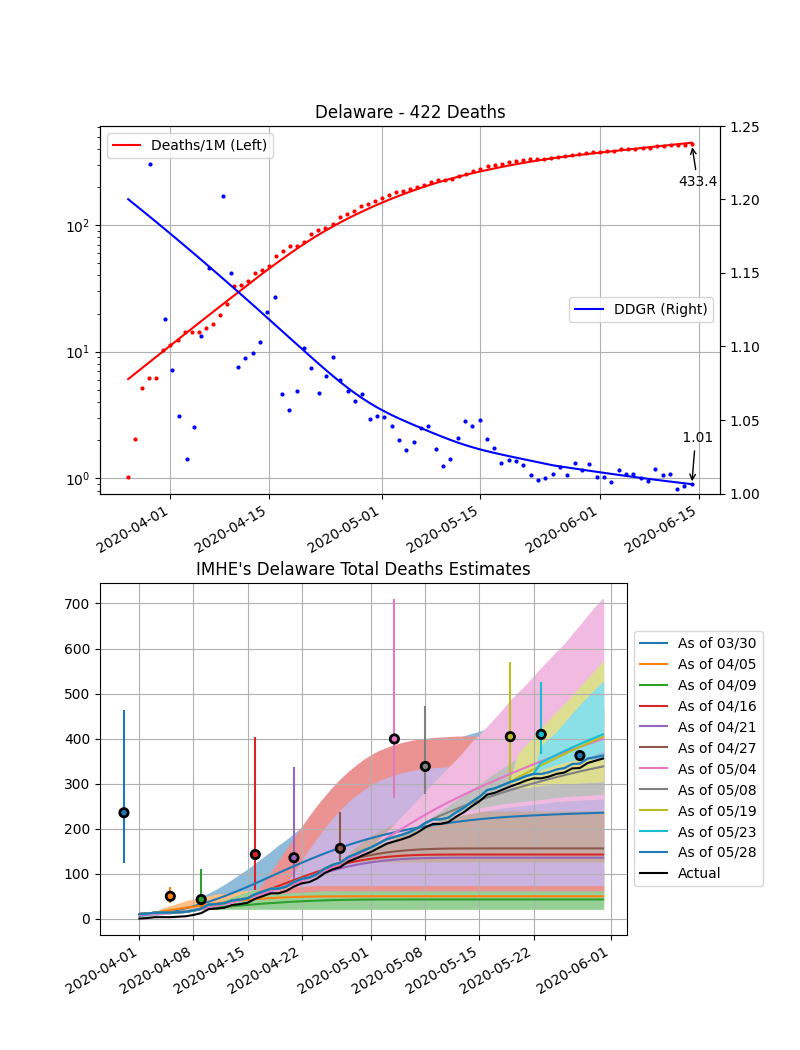 Delaware - 422 Deaths
Deaths/1M (Left)
DDGR (Right)
433.4
1.01
10²
10¹
10⁰
1.25
1.20
1.15
1.10
1.05
1.00
2020-04-01
2020-04-15
2020-05-01
2020-05-15
2020-06-01
2020-06-15
IMHE's Delaware Total Deaths Estimates
700
600
500
400
300
200
100
0
2020-04-01
2020-04-08
2020-04-15
2020-04-22
2020-05-01
2020-05-08
2020-05-15
2020-05-22
2020-06-01
As of 03/30
As of 04/05
As of 04/09
As of 04/16
As of 04/21
As of 04/27
As of 05/04
As of 05/08
As of 05/19
As of 05/23
As of 05/28
Actual